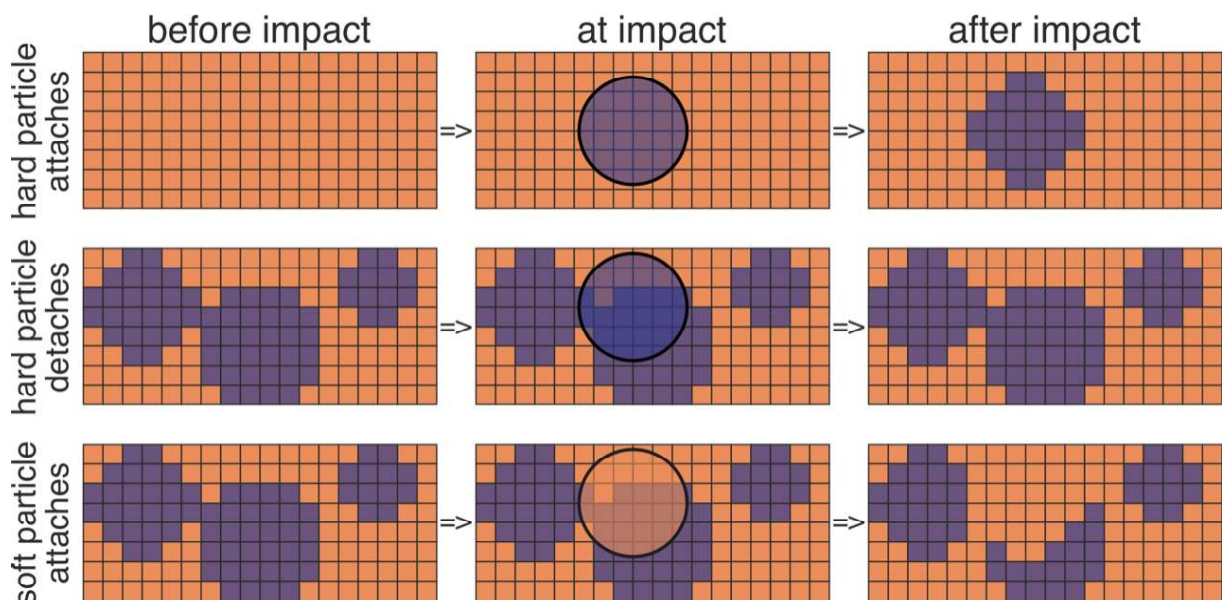 before impact
at impact
after impact
hard particle
attaches
=>
=>
hard particle
detaches
=>
=>
soft particle
attaches
=>
=>